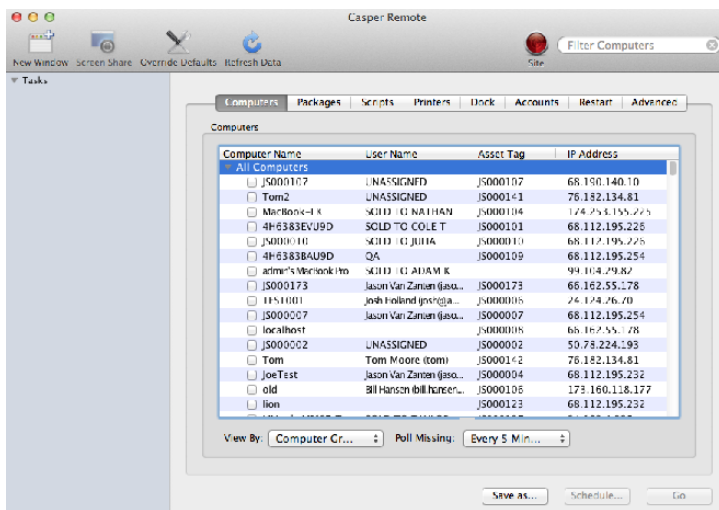 Casper Remote
New Window Screen Share Override Defaults Refresh Data Site Filter Computers
Tasks
Computers Packages Scripts Printers Dock Accounts Restart Advanced
Computers
Computer Name User Name Asset Tag IP Address
All Computers
JS000107 UNASSIGNED JS000107 68.190.140.10
Tom2 UNASSIGNED JS000141 76.182.134.81
SOLD TO NATHAN JS000104 174.253.155.225
4H6383EVU9D SOLD TO COLE T JS000101 68.112.195.226
JS000010 SOLD TO JULIA JS000010 68.112.195.226
4H6383BAU9D QA JS000109 68.112.195.254
admin's MacBook Pro SOLD TO ADAM K 99.104.29.82
JS000173 Jason Van Zanten (jaso... JS000173 66.162.55.178
TEST001 Josh Holland (josh@a... JS000006 24.124.26.70
JS000007 Jason Van Zanten (jaso... JS000007 68.112.195.254
localhost JS000008 66.162.55.178
JS000002 UNASSIGNED JS000002 50.78.224.193
Tom Tom Moore (tom) JS000142 76.182.134.81
JoeTest Jason Van Zanten (jaso... JS000004 68.112.195.232
old Bill Hansen (bill.hansen... JS000106 173.160.118.177
lion JS000123 68.112.195.232
View By: Computer Gr... Poll Missing: Every 5 Min...
Save as... Schedule... Go